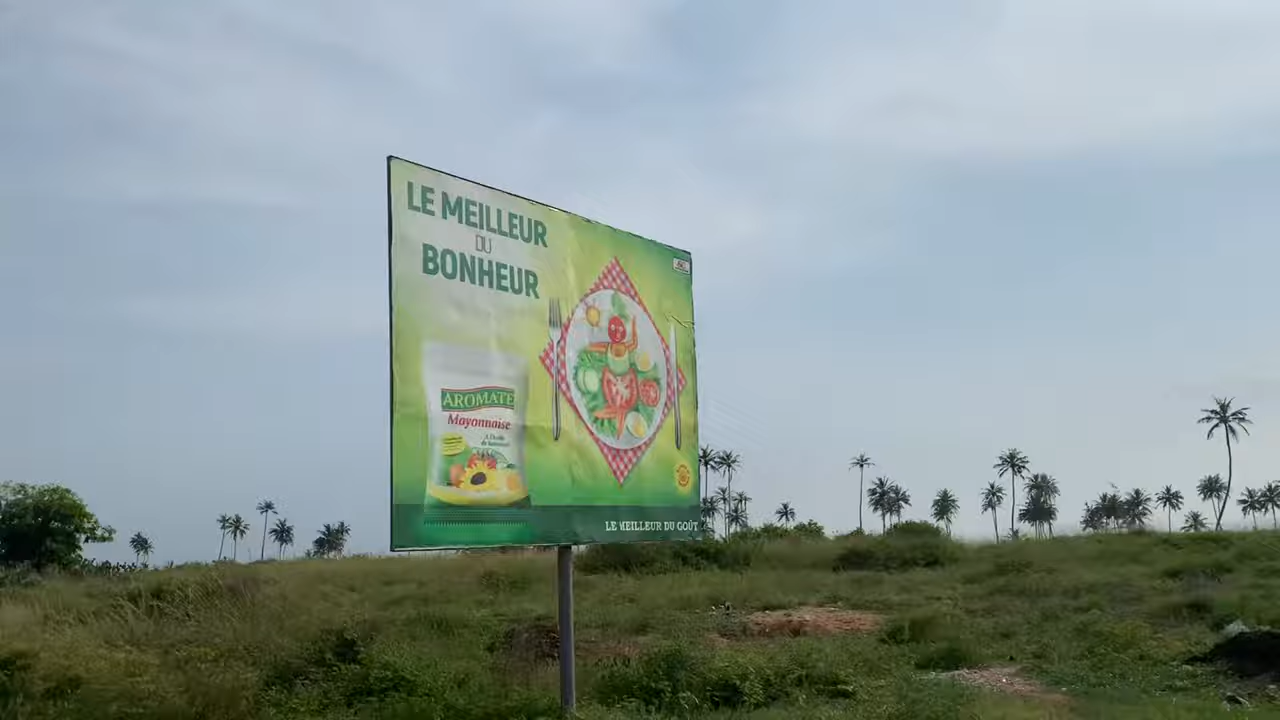 LE MEILLEUR
DU
BONHEUR
AROMATE
Mayonnaise
LE MEILLEUR DU GOÛT